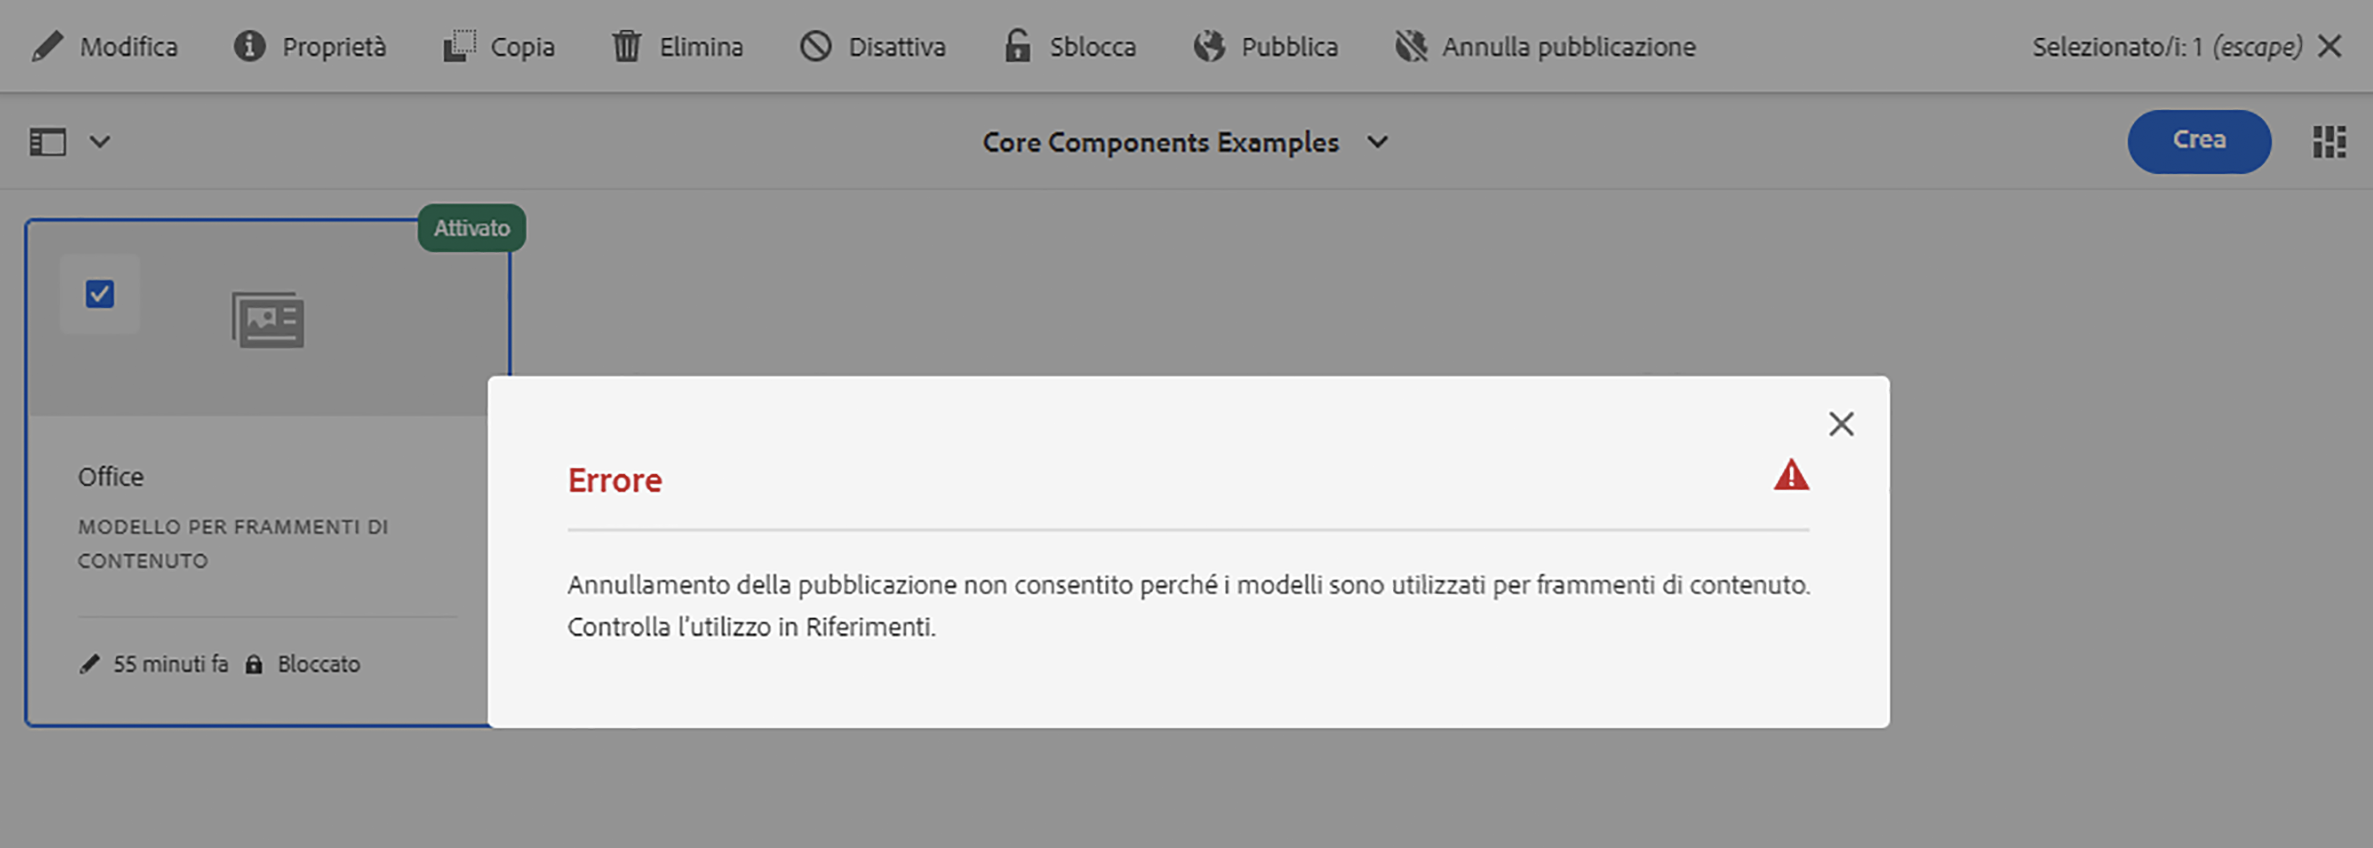 Modifica Proprietà Copia Elimina Disattiva Sblocca Pubblica Annulla pubblicazione Selezionato/i: 1 (escape)
Core Components Examples Crea
Attivato
Office
MODELLO PER FRAMMENTI DI
CONTENUTO
55 minuti fa Bloccato
Errore
Annullamento della pubblicazione non consentito perché i modelli sono utilizzati per frammenti di contenuto.
Controlla l'utilizzo in Riferimenti.